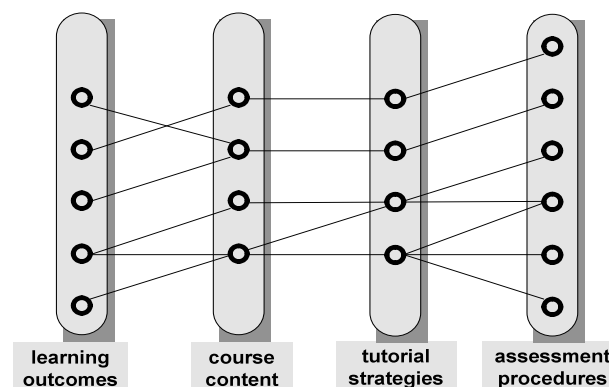 learning
outcomes
course
content
tutorial
strategies
assessment
procedures